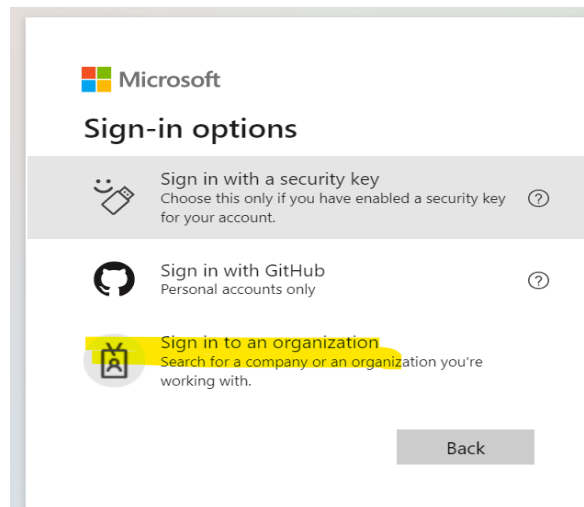 Microsoft
Sign-in options
Sign in with a security key
Choose this only if you have enabled a security key
for your account.
Sign in with GitHub
Personal accounts only
Sign in to an organization
Search for a company or an organization you're
working with.
Back